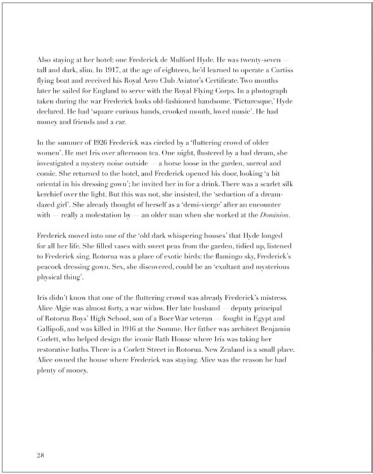 Also staying at her hotel: one Frederick de Mulford Hyde. He was twenty-seven —
tall and dark, slim. In 1917, at the age of eighteen, he'd learned to operate a Curtiss
flying boat and received his Royal Aero Club Aviator's Certificate. Two months
later he sailed for England to serve with the Royal Flying Corps. In a photograph
taken during the war Frederick looks old-fashioned handsome. 'Picturesque,' Hyde
declared. He had 'square curious hands, crooked mouth, loved music'. He had
money and friends and a car.
In the summer of 1926 Frederick was circled by a 'fluttering crowd of older
women'. He met Iris over afternoon tea. One night, flustered by a bad dream, she
investigated a mystery noise outside — a horse loose in the garden, surreal and
comic. She returned to the hotel, and Frederick opened his door, looking 'a bit
oriental in his dressing gown'; he invited her in for a drink. There was a scarlet silk
kerchief over the light. But this was not, she insisted, the 'seduction of a dream-
dazed girl'. She already thought of herself as a 'demi-vierge' after an encounter
with — really a molestation by — an older man when she worked at the Dominion.
Frederick moved into one of the 'old dark whispering houses' that Hyde longed
for all her life. She filled vases with sweet peas from the garden, tidied up, listened
to Frederick sing. Rotorua was a place of exotic birds: the flamingo sky, Frederick's
peacock dressing gown. Sex, she discovered, could be an 'exultant and mysterious
physical thing'.
Iris didn't know that one of the fluttering crowd was already Frederick's mistress.
Alice Algie was almost forty, a war widow. Her late husband — deputy principal
of Rotorua Boys' High School, son of a Boer War veteran — fought in Egypt and
Gallipoli, and was killed in 1916 at the Somme. Her father was architect Benjamin
Corlett, who helped design the iconic Bath House where Iris was taking her
restorative baths. There is a Corlett Street in Rotorua. New Zealand is a small place.
Alice owned the house where Frederick was staying. Alice was the reason he had
plenty of money.
28